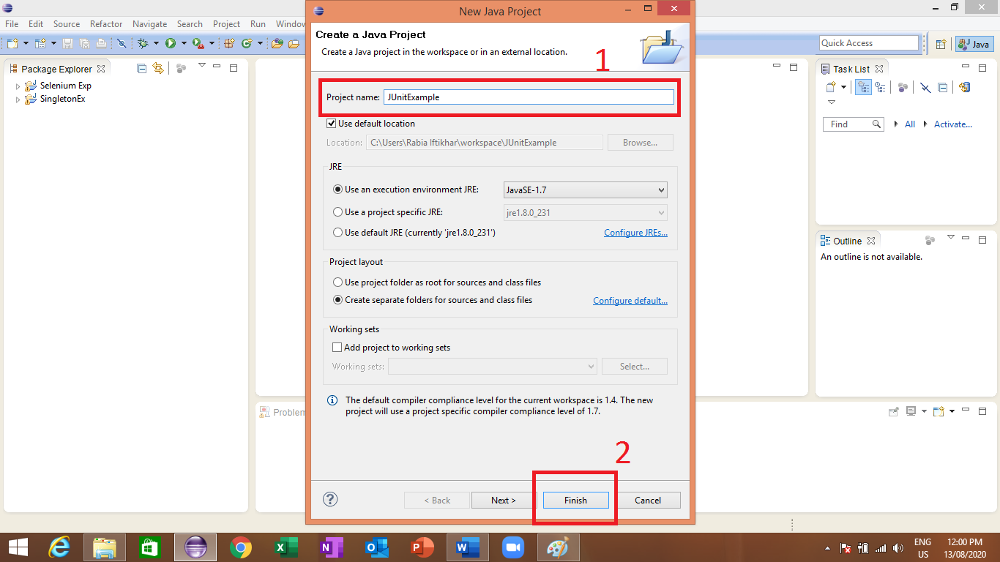 New Java Project
File Edit Source Refactor Navigate Search Project Run Window
Create a Java Project
Create a Java project in the workspace or in an external location.
1
Quick Access
Java
Package Explorer
Selenium Exp
SingletonEx
Project name: JUnitExample
Use default location
Location: C:\Users\Rabia Iftikhar\workspace\JUnitExample Browse...
JRE
Use an execution environment JRE: JavaSE-1.7
Use a project specific JRE: jre1.8.0_231
Use default JRE (currently 'jre1.8.0_231') Configure JREs...
Project layout
Use project folder as root for sources and class files
Create separate folders for sources and class files Configure default...
Working sets
Add project to working sets
Working sets: Select...
The default compiler compliance level for the current workspace is 1.4. The new
project will use a project specific compiler compliance level of 1.7.
2
< Back Next > Finish Cancel
Task List
Find All Activate...
Outline
An outline is not available.
Problem
ENG 12:00 PM
US 13/08/2020